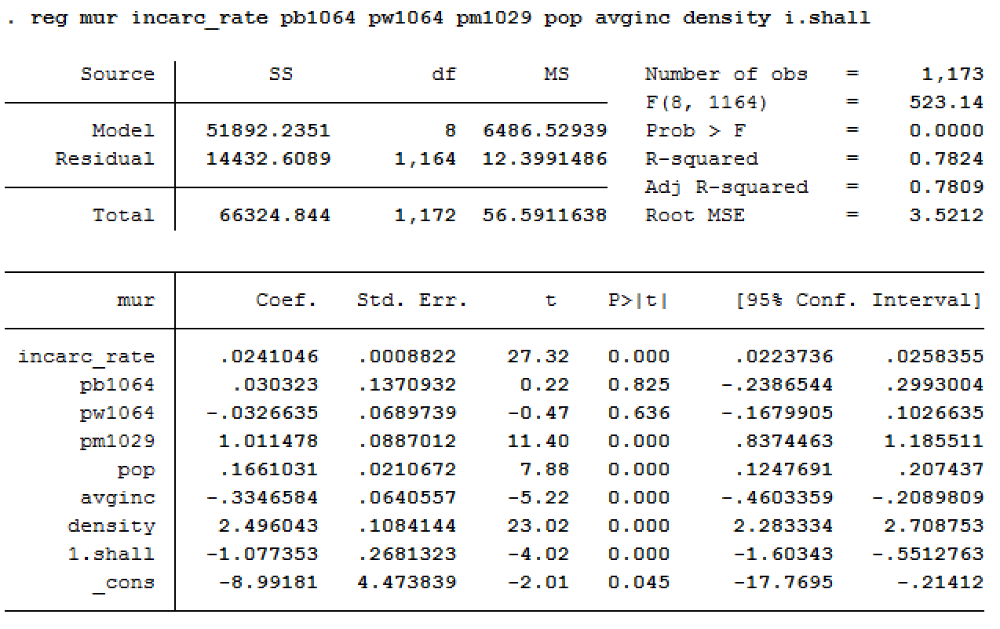 . reg mur incarc_rate pb1064 pw1064 pm1029 pop avginc density i.shall
Source SS df MS Number of obs = 1,173
F(8, 1164) = 523.14
Model 51892.2351 8 6486.52939 Prob > F = 0.0000
Residual 14432.6089 1,164 12.3991486 R-squared = 0.7824
Adj R-squared = 0.7809
Total 66324.844 1,172 56.5911638 Root MSE = 3.5212
mur Coef. Std. Err. t P>|t| [95% Conf. Interval]
incarc_rate .0241046 .0008822 27.32 0.000 .0223736 .0258355
pb1064 .030323 .1370932 0.22 0.825 -.2386544 .2993004
pw1064 -.0326635 .0689739 -0.47 0.636 -.1679905 .1026635
pm1029 1.011478 .0887012 11.40 0.000 .8374463 1.185511
pop .1661031 .0210672 7.88 0.000 .1247691 .207437
avginc -.3346584 .0640557 -5.22 0.000 -.4603359 -.2089809
density 2.496043 .1084144 23.02 0.000 2.283334 2.708753
1.shall -1.077353 .2681323 -4.02 0.000 -1.60343 -.5512763
_cons -8.99181 4.473839 -2.01 0.045 -17.7695 -.21412